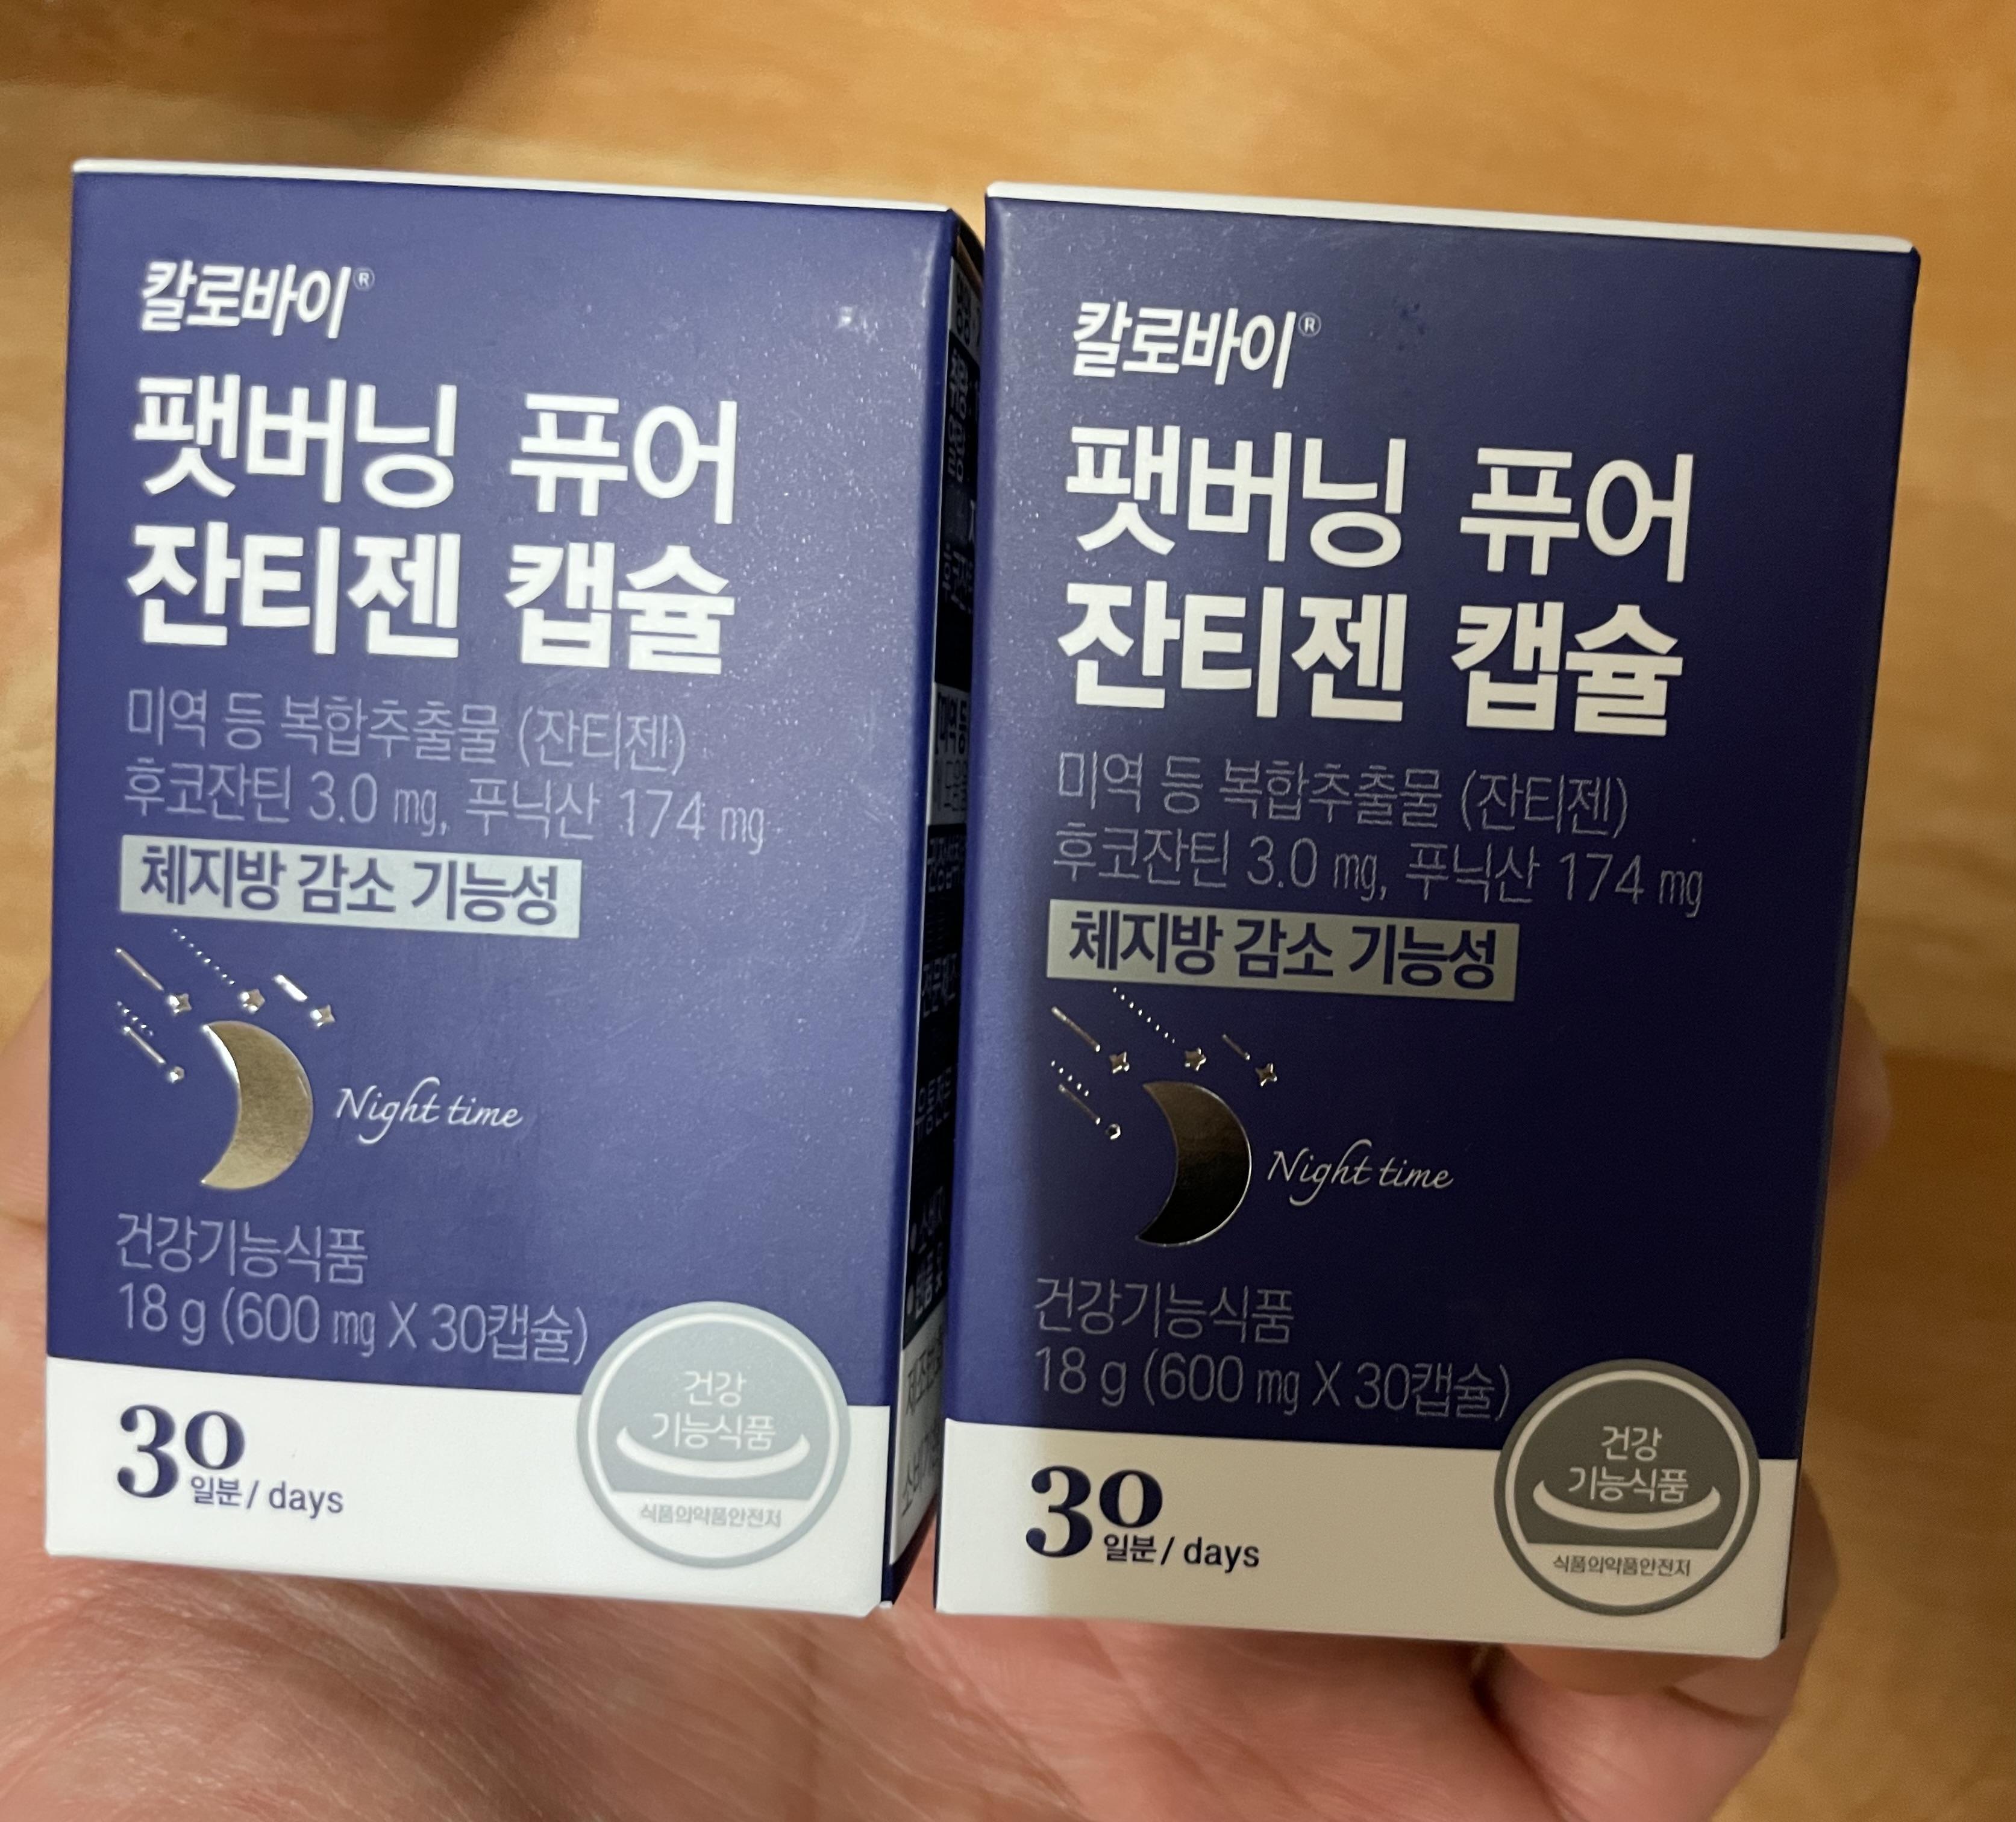 칼로바이®
팻버닝 퓨어
잔티젠 캡슐
미역 등 복합추출물 (잔티젠)
후코잔틴 3.0 mg, 푸닉산 174 mg
체지방 감소 기능성
Night time
건강기능식품
18 g (600 mg X 30캡슐)
30
일분 / days
건강
기능식품
식품의약품안전처
칼로바이®
팻버닝 퓨어
잔티젠 캡슐
미역 등 복합추출물 (잔티젠)
후코잔틴 3.0 mg, 푸닉산 174 mg
체지방 감소 기능성
Night time
건강기능식품
18 g (600 mg X 30캡슐)
30
일분 / days
건강
기능식품
식품의약품안전처